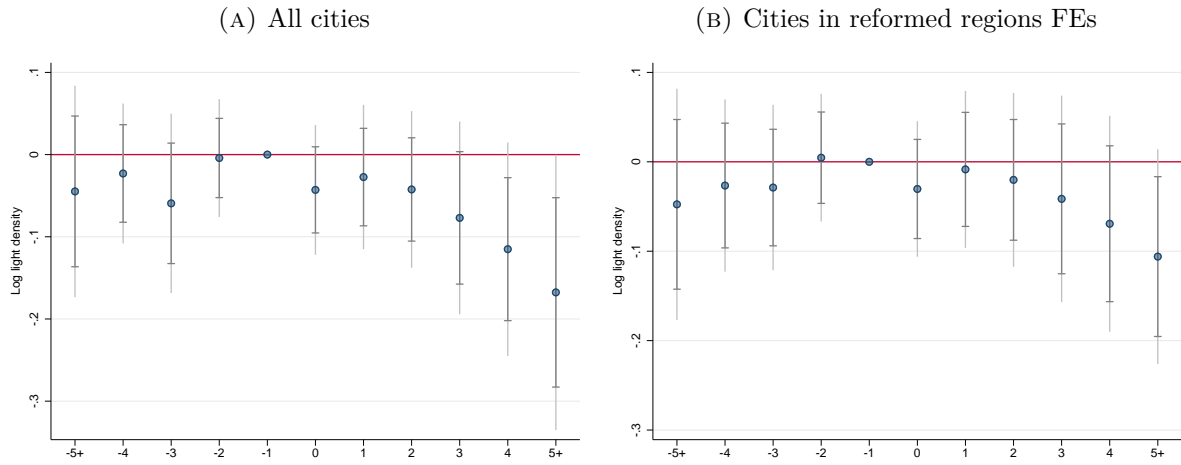 (A) All cities
(B) Cities in reformed regions FEs
.1
0
-.1
-.2
-.3
Log light density
-5+ -4 -3 -2 -1 0 1 2 3 4 5+
.1
0
-.1
-.2
-.3
Log light density
-5+ -4 -3 -2 -1 0 1 2 3 4 5+